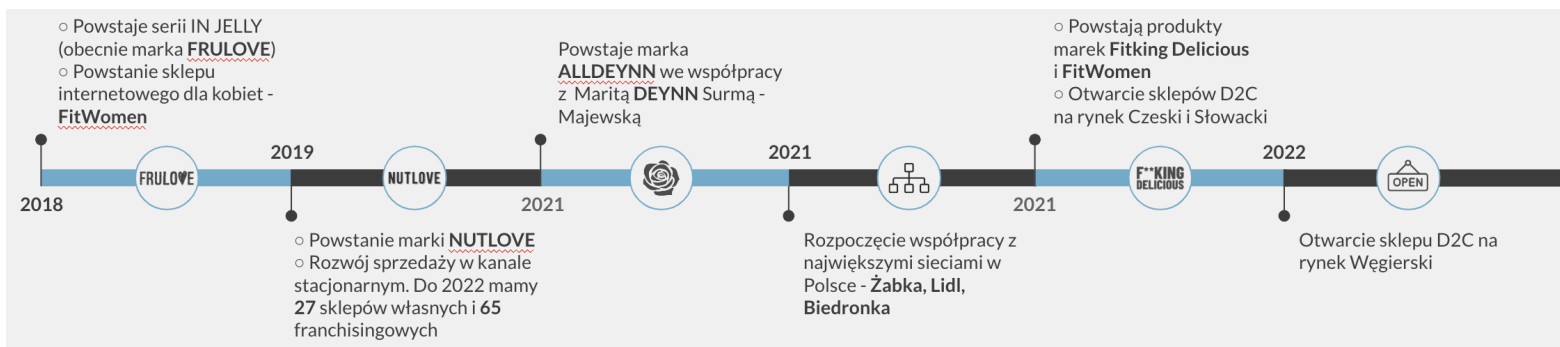 ○ Powstaje serii IN JELLY
(obecnie marka FRULOVE)
○ Powstanie sklepu
internetowego dla kobiet -
FitWomen
2018
FRULOVE
2019
○ Powstanie marki NUTLOVE
○ Rozwój sprzedaży w kanale
stacjonarnym. Do 2022 mamy
27 sklepów własnych i 65
franchisingowych
NUTLOVE
Powstaje marka
ALLDEYNN we współpracy
z Maritą DEYNN Surmą -
Majewską
2021
2021
Rozpoczęcie współpracy z
największymi sieciami w
Polsce - Żabka, Lidl,
Biedronka
○ Powstają produkty
marek Fitking Delicious
i FitWomen
○ Otwarcie sklepów D2C
na rynek Czeski i Słowacki
2021
F**KING
DELICIOUS
2022
OPEN
Otwarcie sklepu D2C na
rynek Węgierski